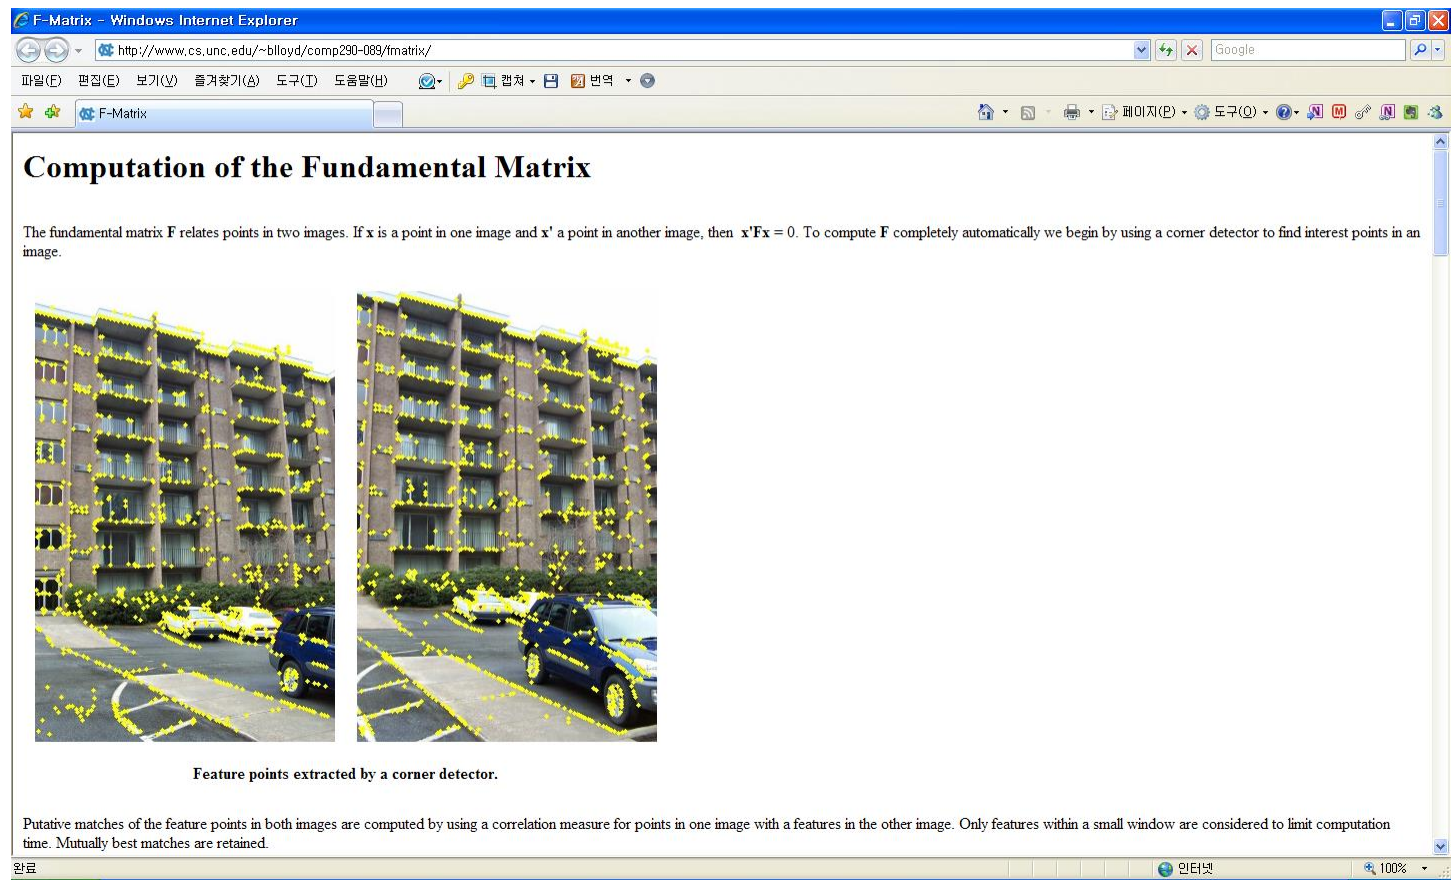 F-Matrix - Windows Internet Explorer
http://www.cs.unc.edu/~blloyd/comp290-089/fmatrix/
Google
파일(F) 편집(E) 보기(V) 즐겨찾기(A) 도구(T) 도움말(H) 캡쳐 번역
F-Matrix
페이지(P) 도구(O)
Computation of the Fundamental Matrix
The fundamental matrix F relates points in two images. If x is a point in one image and x' a point in another image, then x'Fx = 0. To compute F completely automatically we begin by using a corner detector to find interest points in an
image.
Feature points extracted by a corner detector.
Putative matches of the feature points in both images are computed by using a correlation measure for points in one image with a features in the other image. Only features within a small window are considered to limit computation
time. Mutually best matches are retained.
완료
인터넷
100%